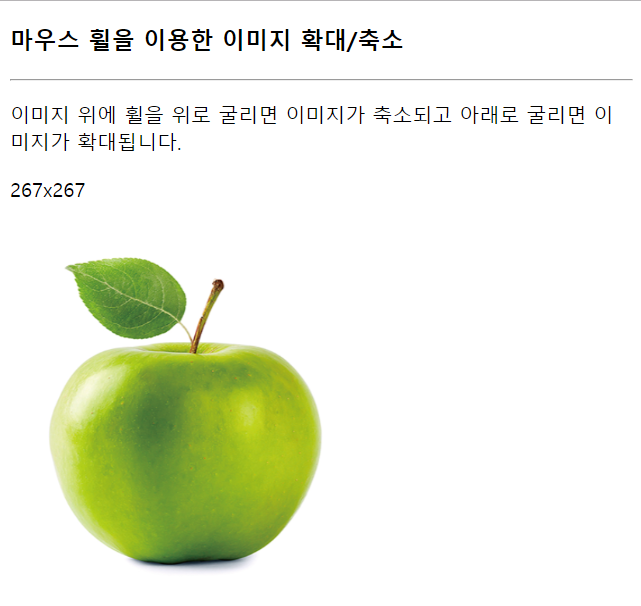 마우스 휠을 이용한 이미지 확대/축소
이미지 위에 휠을 위로 굴리면 이미지가 축소되고 아래로 굴리면 이
미지가 확대됩니다.
267x267